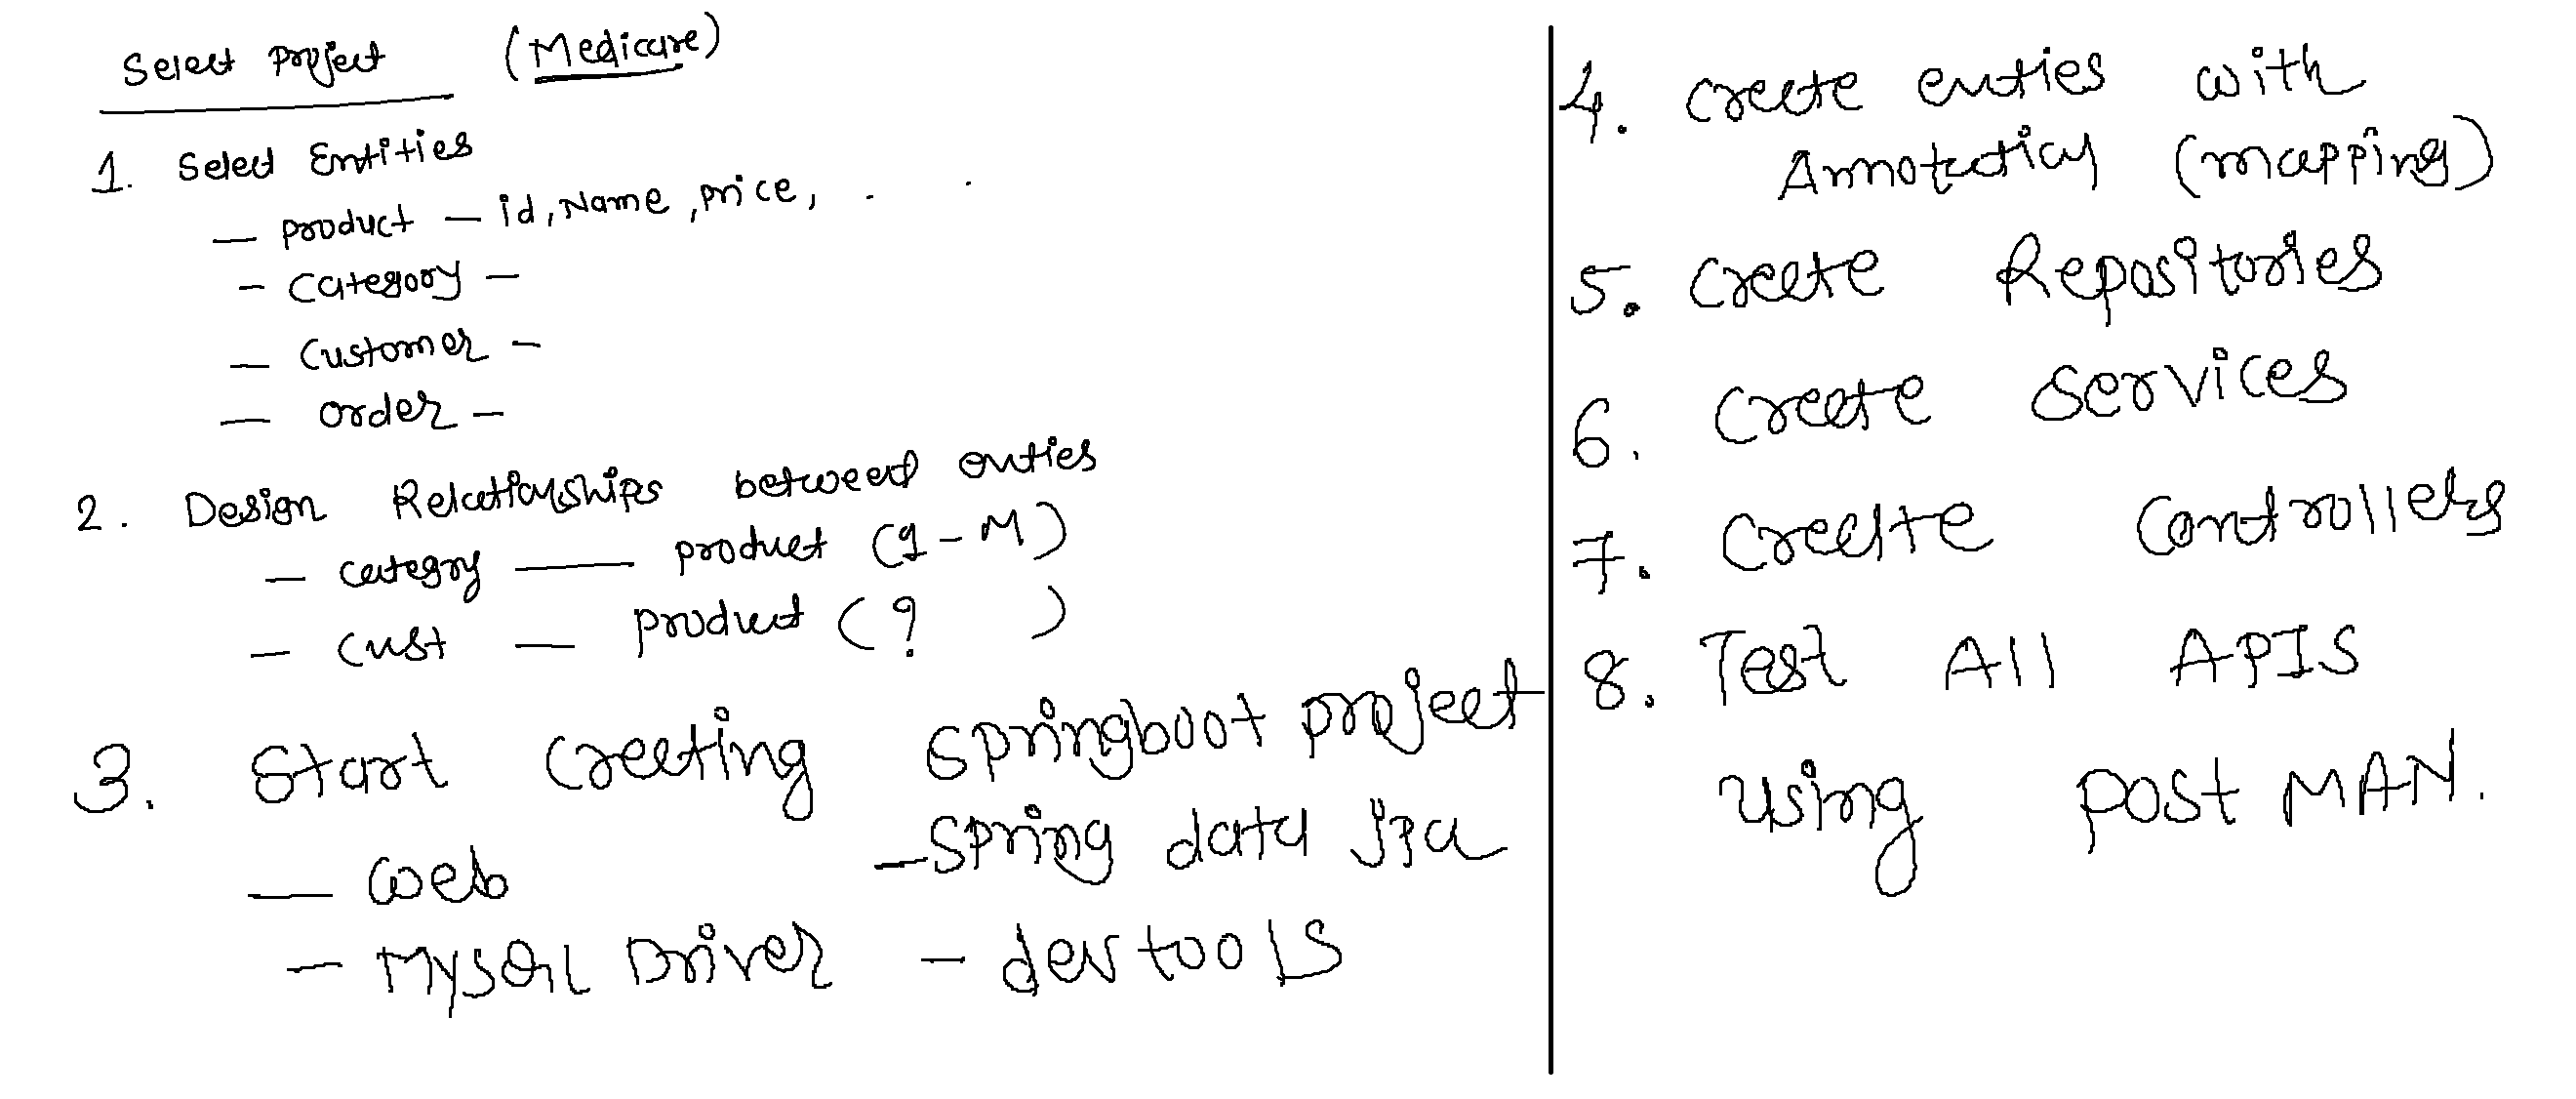 Select Project (Medicare)
1. Select Entities
— product — id, Name, price, . .
- Category -
— Customer -
— order -
2. Design Relationships between enties
— category — product (1-M)
- cust — product (? )
3. Start creating springboot project
— web - spring data jpa
- MySQL Driver - devtools
4. create enties with
Annotation (mapping)
5. create Repositories
6. create services
7. create controllers
8. Test All APIS
using post MAN.